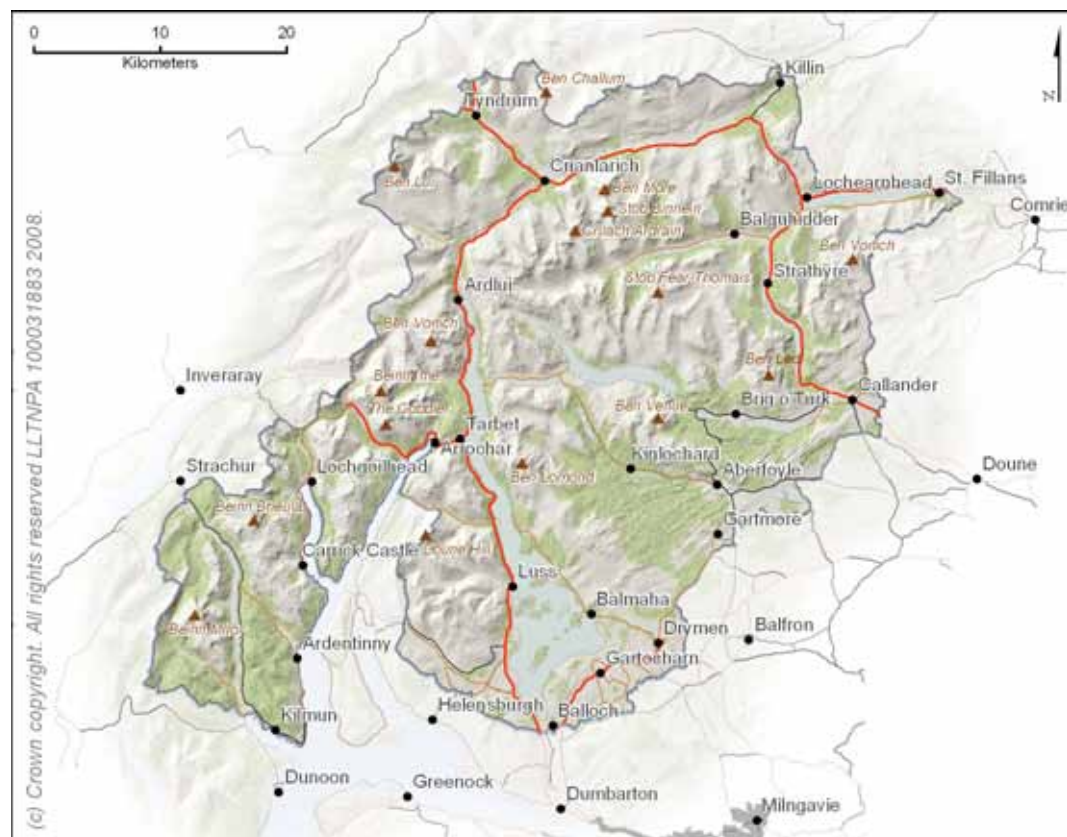 0 10 20
Kilometers
N
Killin
Ben Challum
Tyndrum
Crianlarich
Ben Lui
Ben More
Stob Binnein
Cruach Ardrain
Lochearnhead
St. Fillans
Comrie
Balquhidder
Ben Vorlich
Stob Fear-Thomais
Strathyre
Ardlui
Ben Vorlich
Inveraray
Beinn Ime
The Cobbler
Ben Ledi
Callander
Brig o Turk
Ben Venue
Tarbet
Arrochar
Strachur
Lochgoilhead
Ben Lomond
Kinlochard
Aberfoyle
Doune
Beinn Bheula
Gartmore
Doune Hill
Carrick Castle
Luss
Balmaha
Beinn Mhor
Balfron
Drymen
Ardentinny
Gartocharn
Helensburgh
Balloch
Kilmun
Dunoon
Greenock
Dumbarton
Milngavie
(c) Crown copyright. All rights reserved LLTNPA 100031883 2008.